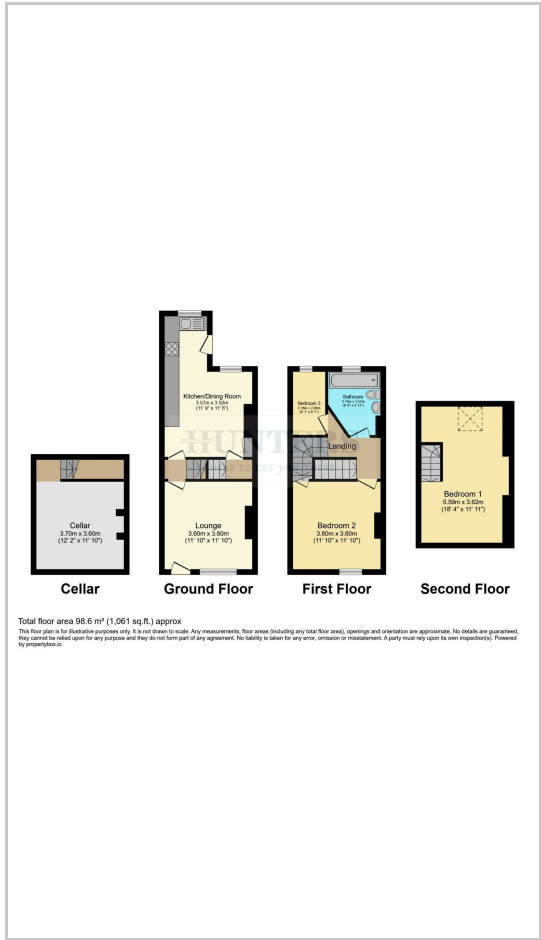 Kitchen/Dining Room
3.57m x 3.50m
(11' 9" x 11' 6")
Bedroom 3
Bathroom
HUNTERS
HERE TO GET you THERE
Landing
Cellar
3.70m x 3.60m
(12' 2" x 11' 10")
Lounge
3.60m x 3.60m
(11' 10" x 11' 10")
Bedroom 2
3.60m x 3.60m
(11' 10" x 11' 10")
Bedroom 1
5.59m x 3.62m
(18' 4" x 11' 11")
Cellar
Ground Floor
First Floor
Second Floor
Total floor area 98.6 m² (1,061 sq.ft.) approx
This floor plan is for illustrative purposes only. It is not drawn to scale. Any measurements, floor areas (including any total floor area), openings and orientation are approximate. No details are guaranteed,
they cannot be relied upon for any purpose and they do not form part of any agreement. No liability is taken for any error, omission or misstatement. A party must rely upon its own inspection(s). Powered
by propertybox.io